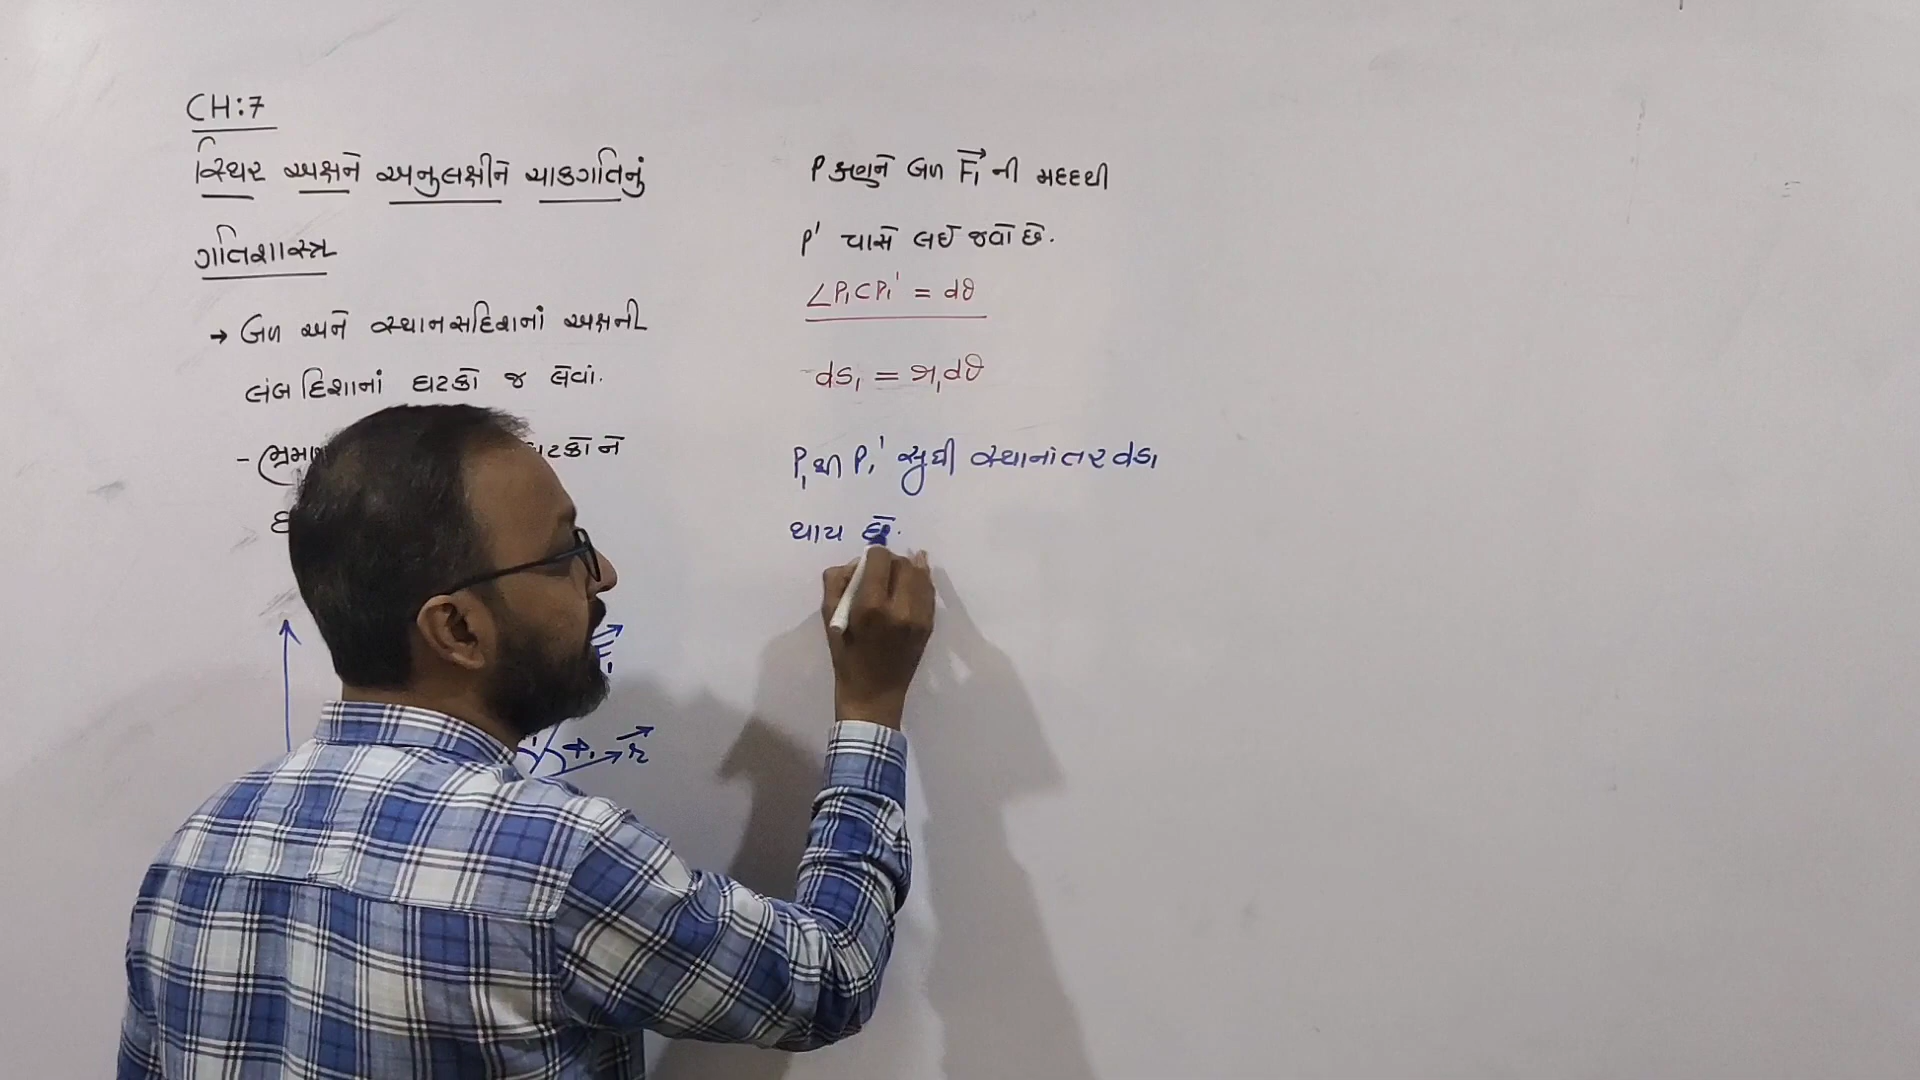 CH:7
સ્થિર અક્ષને અનુલક્ષીને ચાકગતિનું
ગતિશાસ્ત્ર
→ બળ અને સ્થાનસદિશનાં અક્ષની
લંબ દિશાનાં ઘટકો જ લેવાં.
P કણને બળ F₁ ની મદદથી
P' પાસે લઈ જવો છે.
∠P₁CP₁' = dθ
ds₁ = r₁dθ
P₁થી P₁' સુધી સ્થાનાંતર ds₁
થાય છે.